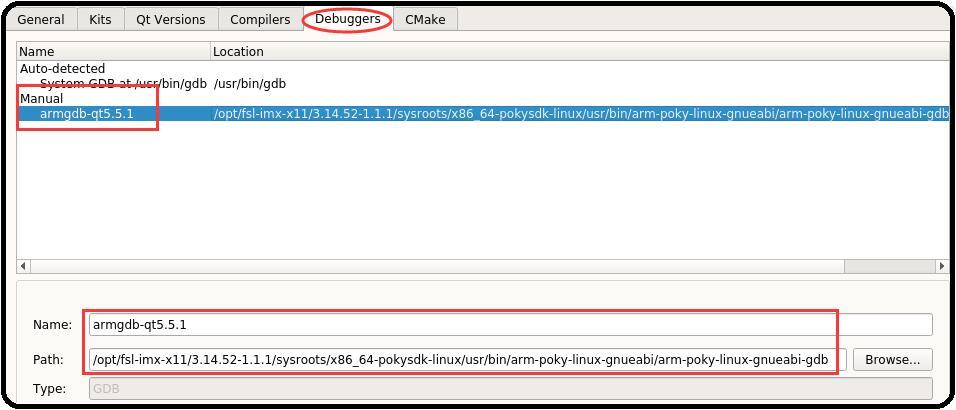 General Kits Qt Versions Compilers Debuggers CMake
Name Location
Auto-detected
System GDB at /usr/bin/gdb /usr/bin/gdb
Manual
armgdb-qt5.5.1 /opt/fsl-imx-x11/3.14.52-1.1.1/sysroots/x86_64-pokysdk-linux/usr/bin/arm-poky-linux-gnueabi/arm-poky-linux-gnueabi-gdb
Name: armgdb-qt5.5.1
Path: /opt/fsl-imx-x11/3.14.52-1.1.1/sysroots/x86_64-pokysdk-linux/usr/bin/arm-poky-linux-gnueabi/arm-poky-linux-gnueabi-gdb Browse...
Type: GDB